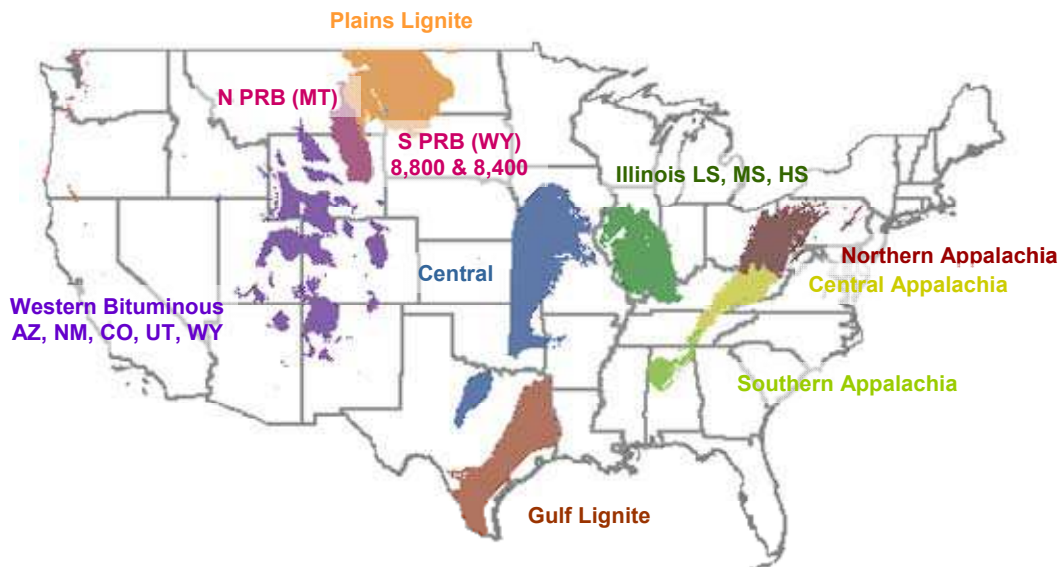 Plains Lignite
N PRB (MT)
S PRB (WY)
8,800 & 8,400
Illinois LS, MS, HS
Northern Appalachia
Central
Central Appalachia
Western Bituminous
AZ, NM, CO, UT, WY
Southern Appalachia
Gulf Lignite